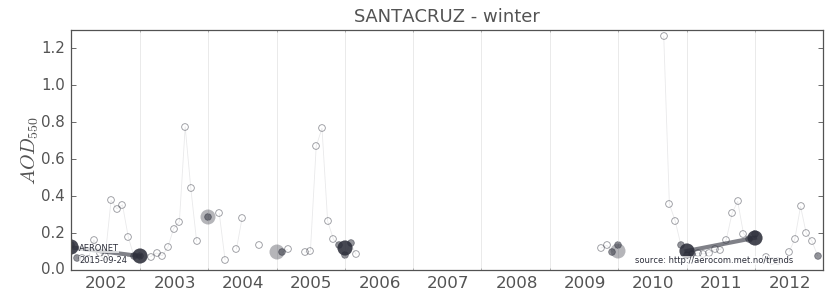 SANTACRUZ - winter
AOD550
1.2
1.0
0.8
0.6
0.4
0.2
0.0
AERONET
2015-09-24
source: http://aerocom.met.no/trends
2002 2003 2004 2005 2006 2007 2008 2009 2010 2011 2012